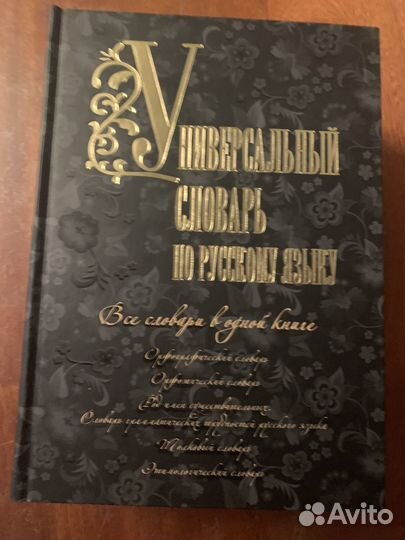 Универсальный
словарь
по русскому языку
Все словари в одной книге
Орфографический словарь
Орфоэпический словарь
Род имен существительных.
Словарь грамматических трудностей русского языка
Толковый словарь
Этимологический словарь
Avito